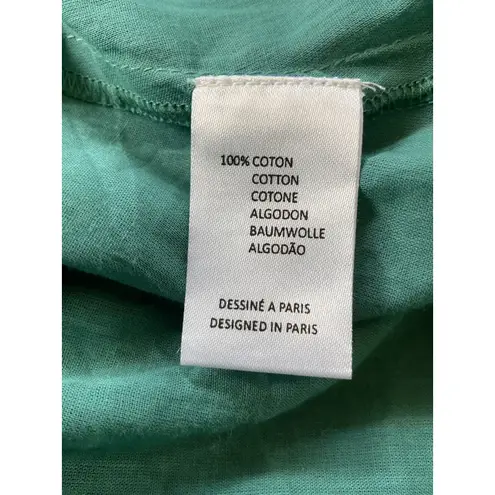 100% COTON
COTTON
COTONE
ALGODON
BAUMWOLLE
ALGODÃO
DESSINÉ A PARIS
DESIGNED IN PARIS